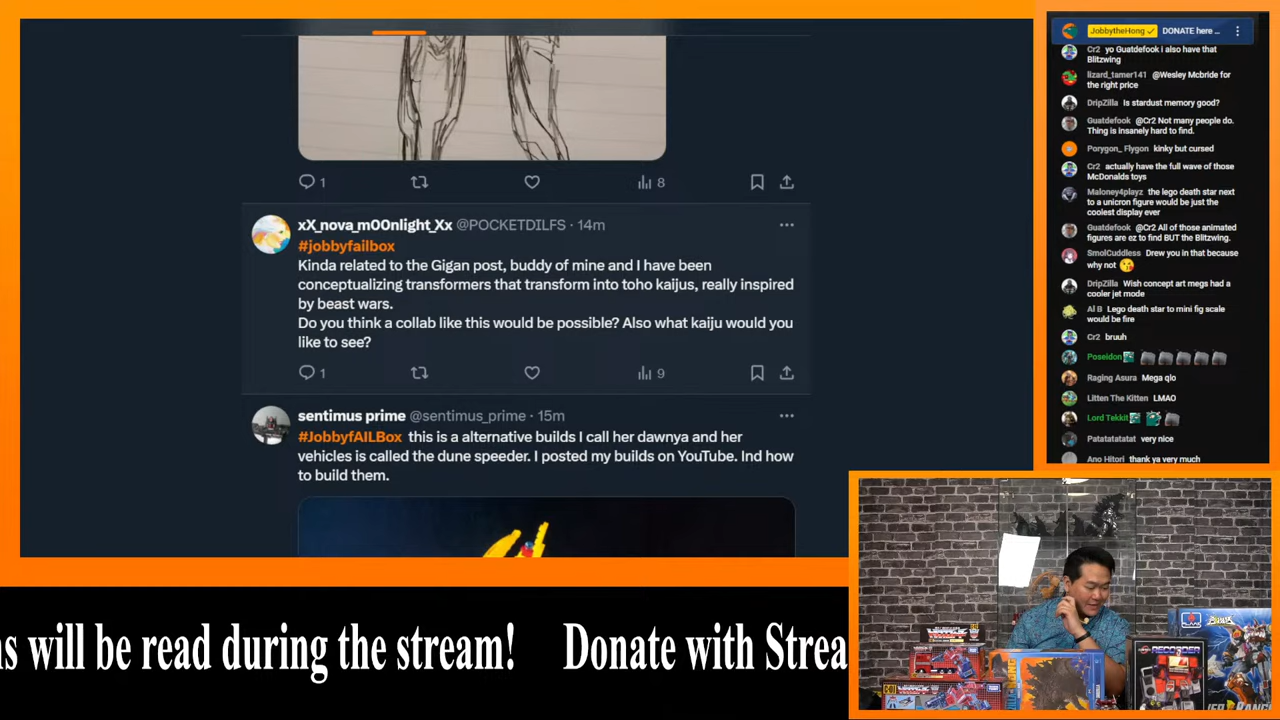 1
8
xX_nova_m00nlight_Xx @POCKETDILFS · 14m
#jobbyfailbox
Kinda related to the Gigan post, buddy of mine and I have been
conceptualizing transformers that transform into toho kaijus, really inspired
by beast wars.
Do you think a collab like this would be possible? Also what kaiju would you
like to see?
1
9
sentimus prime @sentimus_prime · 15m
#JobbyfAILBox this is a alternative builds I call her dawnya and her
vehicles is called the dune speeder. I posted my builds on YouTube. Ind how
to build them.
JobbytheHong DONATE here ...
Cr2 yo Guatdefook i also have that
Blitzwing
lizard_tamer141 @Wesley Mcbride for
the right price
DripZilla Is stardust memory good?
Guatdefook @Cr2 Not many people do.
Thing is insanely hard to find.
Porygon_ Flygon kinky but cursed
Cr2 actually have the full wave of those
McDonalds toys
Maloney4playz the lego death star next
to a unicron figure would be just the
coolest display ever
Guatdefook @Cr2 All of those animated
figures are ez to find BUT the Blitzwing.
SmolCuddless Drew you in that because
why not
DripZilla Wish concept art megs had a
cooler jet mode
Al B Lego death star to mini fig scale
would be fire
Cr2 bruuh
Poseidon
Raging Asura Mega qlo
Litten The Kitten LMAO
Lord Tekkit
Patatatatatat very nice
Ano Hitori thank ya very much
s will be read during the stream! Donate with Strea
RECORDER